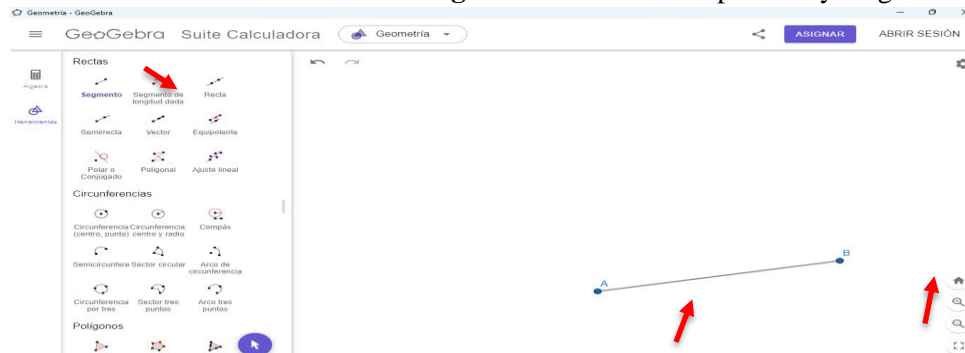 Geometría - GeoGebra
GeoGebra Suite Calculadora Geometría ASIGNAR ABRIR SESIÓN
Álgebra
Herramientas
Rectas
Segmento Segmento de longitud dada Recta
Semirrecta Vector Equipolente
Polar o Conjugado Poligonal Ajuste lineal
Circunferencias
Circunferencia (centro, punto) Circunferencia: centro y radio Compás
Semicircunfere Sector circular Arco de circunferencia
Circunferencia por tres Sector tres puntos Arco tres puntos
Polígonos
A
B